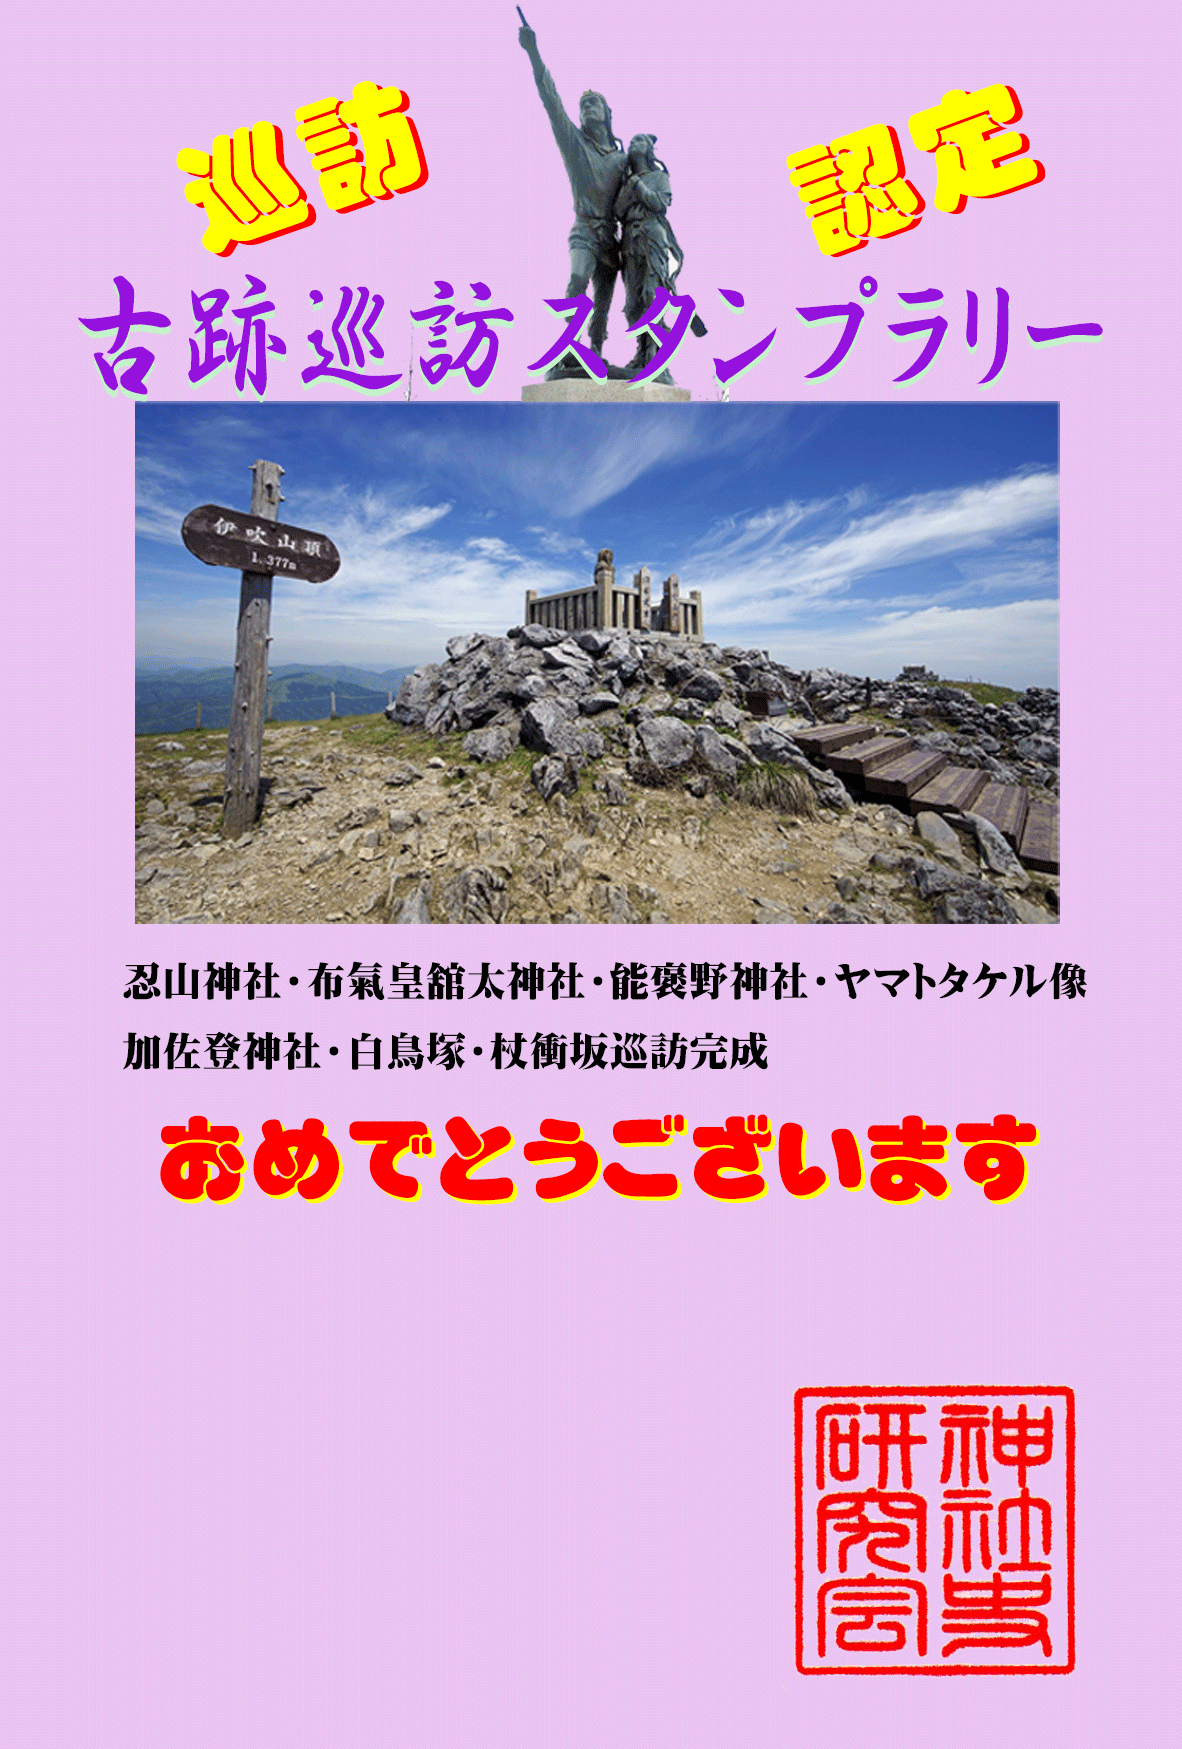 巡訪 認定
古跡巡訪スタンプラリー
伊吹山頂
1,377m
忍山神社・布氣皇舘太神社・能褒野神社・ヤマトタケル像
加佐登神社・白鳥塚・杖衝坂巡訪完成
おめでとうございます
神社史
研究会